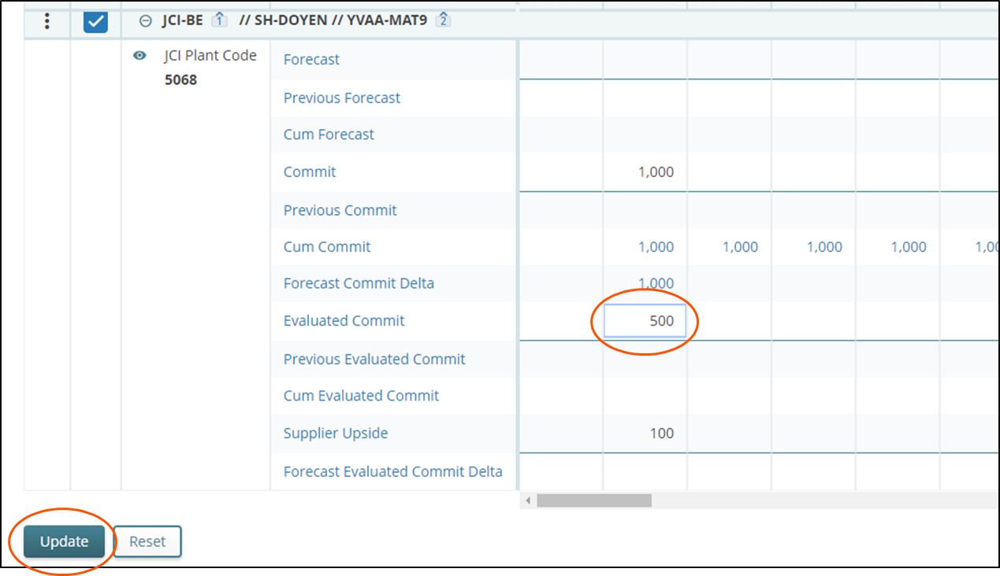 JCI-BE 1 // SH-DOYEN // YVAA-MAT9 2
JCI Plant Code
5068
Forecast
Previous Forecast
Cum Forecast
Commit 1,000
Previous Commit
Cum Commit 1,000 1,000 1,000 1,000 1,00
Forecast Commit Delta 1,000
Evaluated Commit 500
Previous Evaluated Commit
Cum Evaluated Commit
Supplier Upside 100
Forecast Evaluated Commit Delta
Update Reset